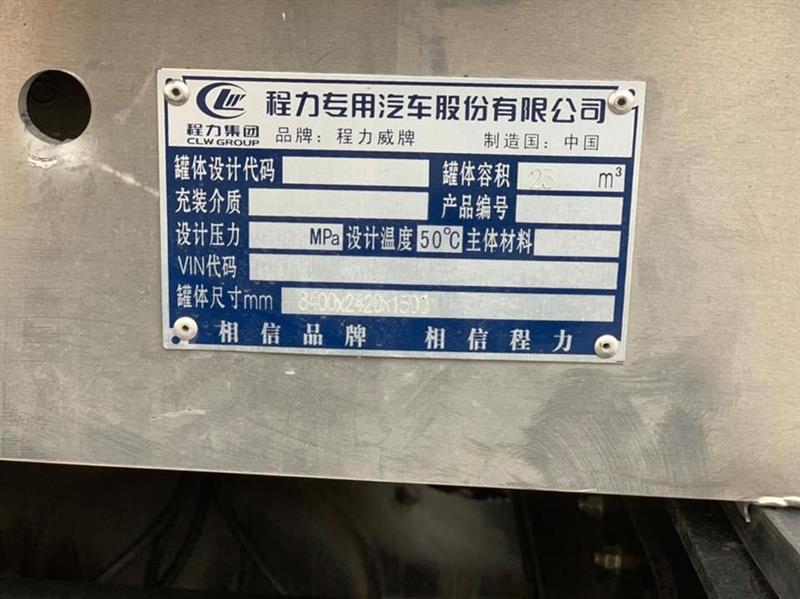 程力专用汽车股份有限公司
程力集团
CLW GROUP
品牌：程力威牌 制造国：中国
罐体设计代码 罐体容积 23 m³
充装介质 产品编号
设计压力 MPa 设计温度 50℃ 主体材料
VIN代码
罐体尺寸mm 8400x2420x1500
相信品牌 相信程力